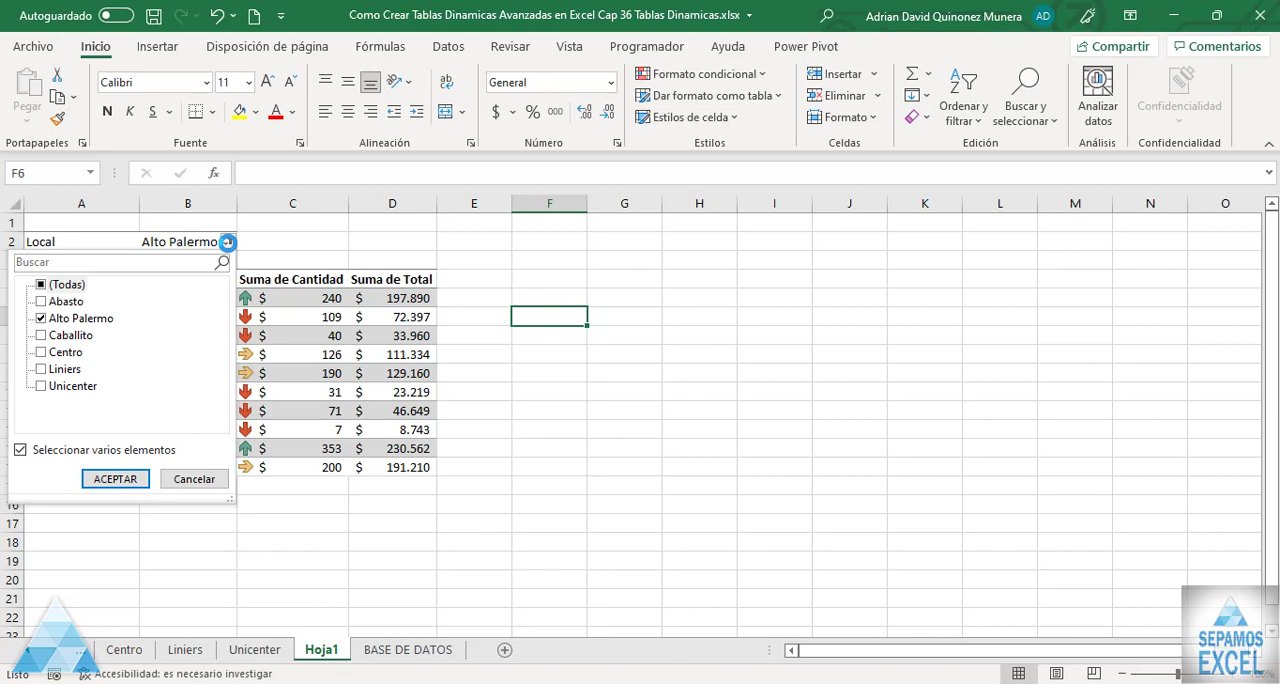 Autoguardado
Como Crear Tablas Dinamicas Avanzadas en Excel Cap 36 Tablas Dinamicas.xlsx
Adrian David Quinonez Munera
AD
Archivo Inicio Insertar Disposición de página Fórmulas Datos Revisar Vista Programador Ayuda Power Pivot
Compartir
Comentarios
Pegar
Calibri 11
N K S
General
$ % 000
Formato condicional
Dar formato como tabla
Estilos de celda
Insertar
Eliminar
Formato
Ordenar y filtrar
Buscar y seleccionar
Analizar datos
Confidencialidad
Portapapeles Fuente Alineación Número Estilos Celdas Edición Análisis Confidencialidad
F6
fx
A B C D E F G H I J K L M N O
1
2 Local Alto Palermo
Buscar
(Todas)
Abasto
Alto Palermo
Caballito
Centro
Liniers
Unicenter
Seleccionar varios elementos
ACEPTAR Cancelar
Suma de Cantidad Suma de Total
$ 240 $ 197.890
$ 109 $ 72.397
$ 40 $ 33.960
$ 126 $ 111.334
$ 190 $ 129.160
$ 31 $ 23.219
$ 71 $ 46.649
$ 7 $ 8.743
$ 353 $ 230.562
$ 200 $ 191.210
16
17
18
19
20
21
22
23
... Centro Liniers Unicenter Hoja1 BASE DE DATOS
Listo
Accesibilidad: es necesario investigar
SEPAMOS
EXCEL